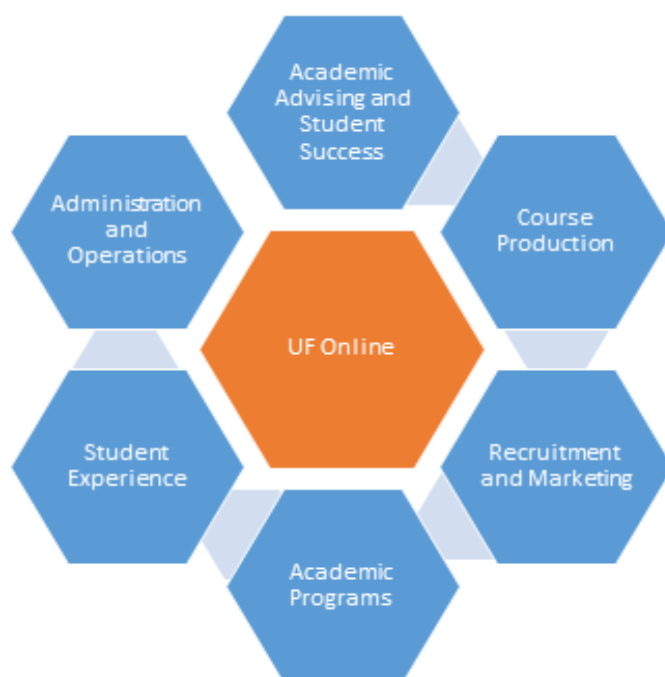 Academic
Advising and
Student
Success
Course
Production
Recruitment
and Marketing
Academic
Programs
Student
Experience
Administration
and
Operations
UF Online